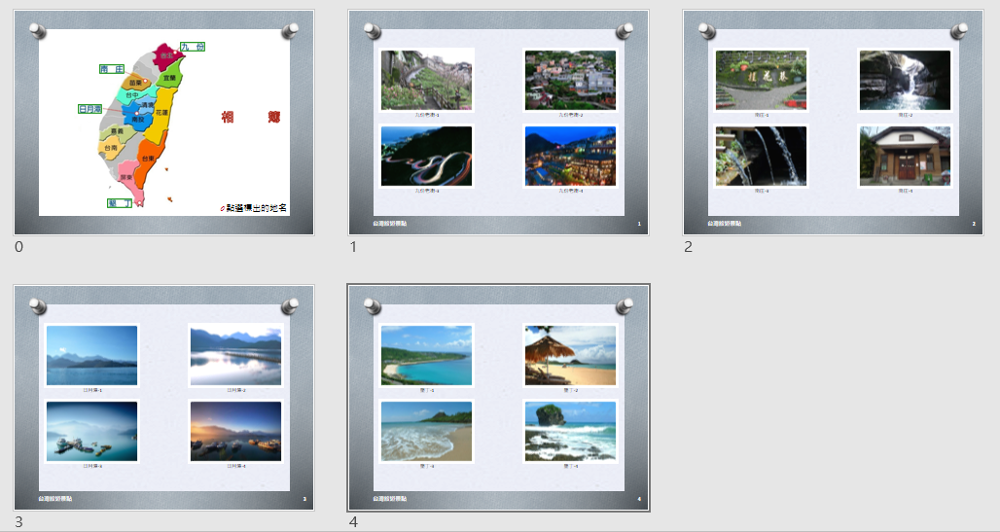 九 份
南 庄
宜蘭
苗栗
台中
日月潭
花蓮
南投
嘉義
台南
台東
屏東
墾 丁
相 簿
點選標出的地名
0
九份老街-1
九份老街-2
九份老街-3
九份老街-4
台灣旅遊景點
1
1
桂花巷
南庄-1
南庄-2
南庄-3
南庄-4
台灣旅遊景點
2
2
日月潭-1
日月潭-2
日月潭-3
日月潭-4
台灣旅遊景點
3
3
墾丁-1
墾丁-2
墾丁-3
墾丁-4
台灣旅遊景點
4
4